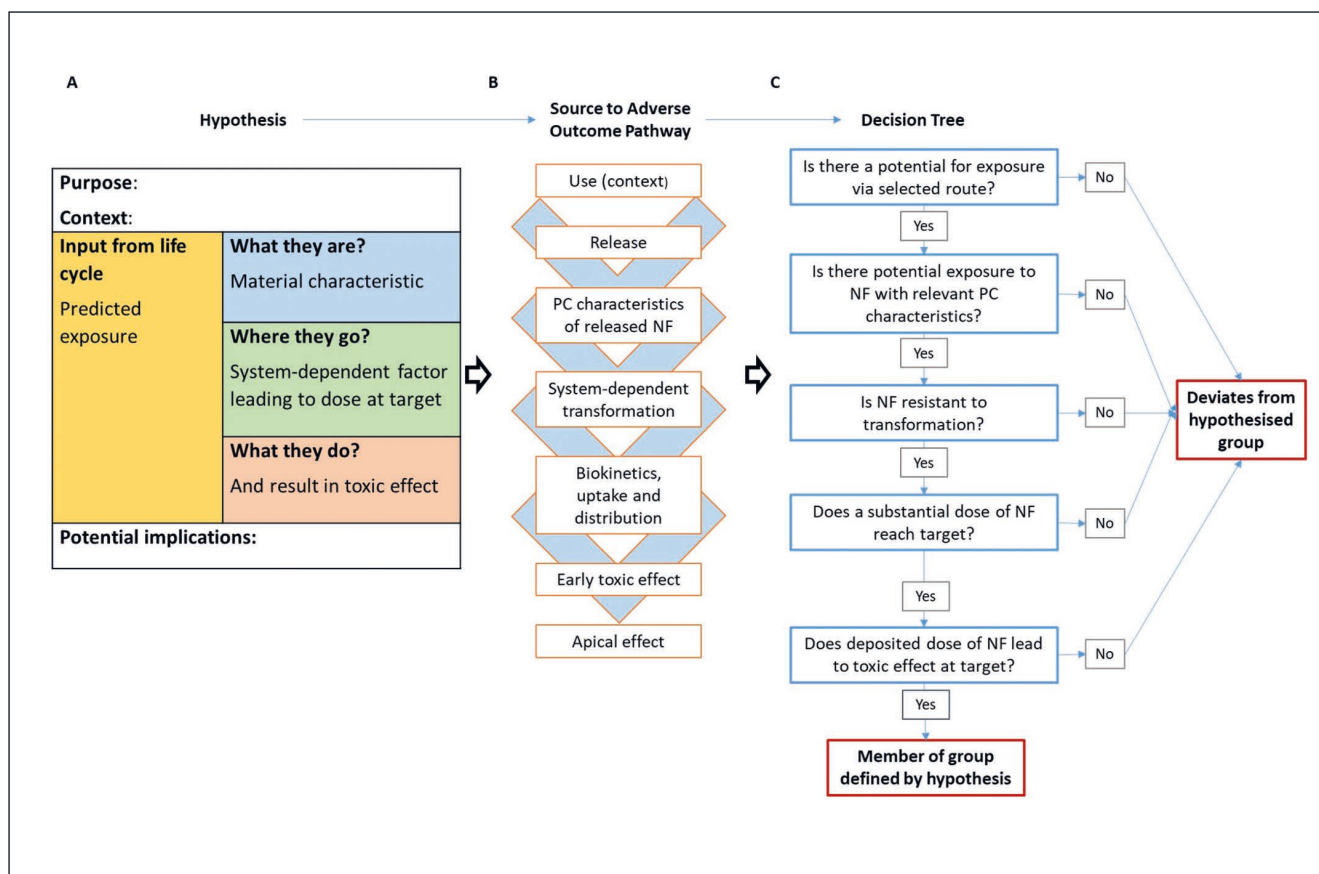 A
B
C
Hypothesis
Source to Adverse
Outcome Pathway
Decision Tree
Purpose:
Context:
Input from life
cycle
Predicted
exposure
What they are?
Material characteristic
Where they go?
System-dependent factor
leading to dose at target
What they do?
And result in toxic effect
Potential implications:
Use (context)
Release
PC characteristics
of released NF
System-dependent
transformation
Biokinetics,
uptake and
distribution
Early toxic effect
Apical effect
Is there a potential for exposure
via selected route?
No
Yes
Is there potential exposure to
NF with relevant PC
characteristics?
No
Yes
Is NF resistant to
transformation?
No
Yes
Does a substantial dose of NF
reach target?
No
Yes
Does deposited dose of NF lead
to toxic effect at target?
No
Yes
Member of group
defined by hypothesis
Deviates from
hypothesised
group